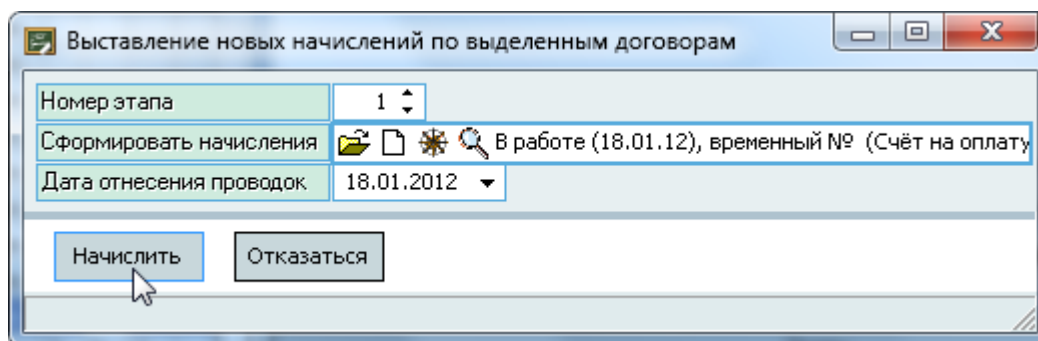 Выставление новых начислений по выделенным договорам
Номер этапа 1
Сформировать начисления В работе (18.01.12), временный № (Счёт на оплату
Дата отнесения проводок 18.01.2012
Начислить Отказаться